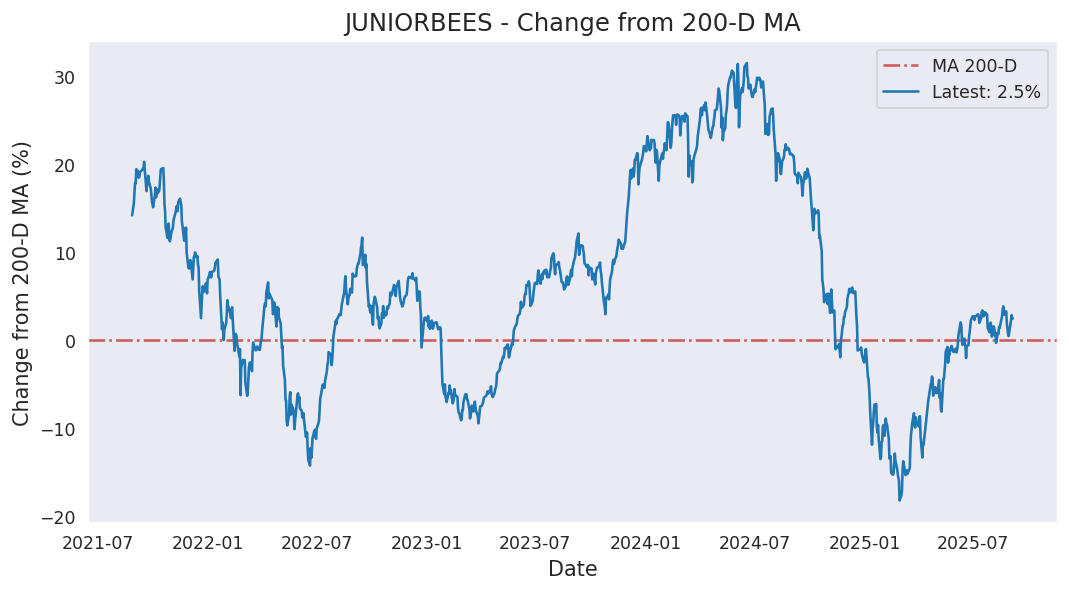 JUNIORBEES - Change from 200-D MA
Change from 200-D MA (%)
30
20
10
0
−10
−20
MA 200-D
Latest: 2.5%
2021-07 2022-01 2022-07 2023-01 2023-07 2024-01 2024-07 2025-01 2025-07
Date